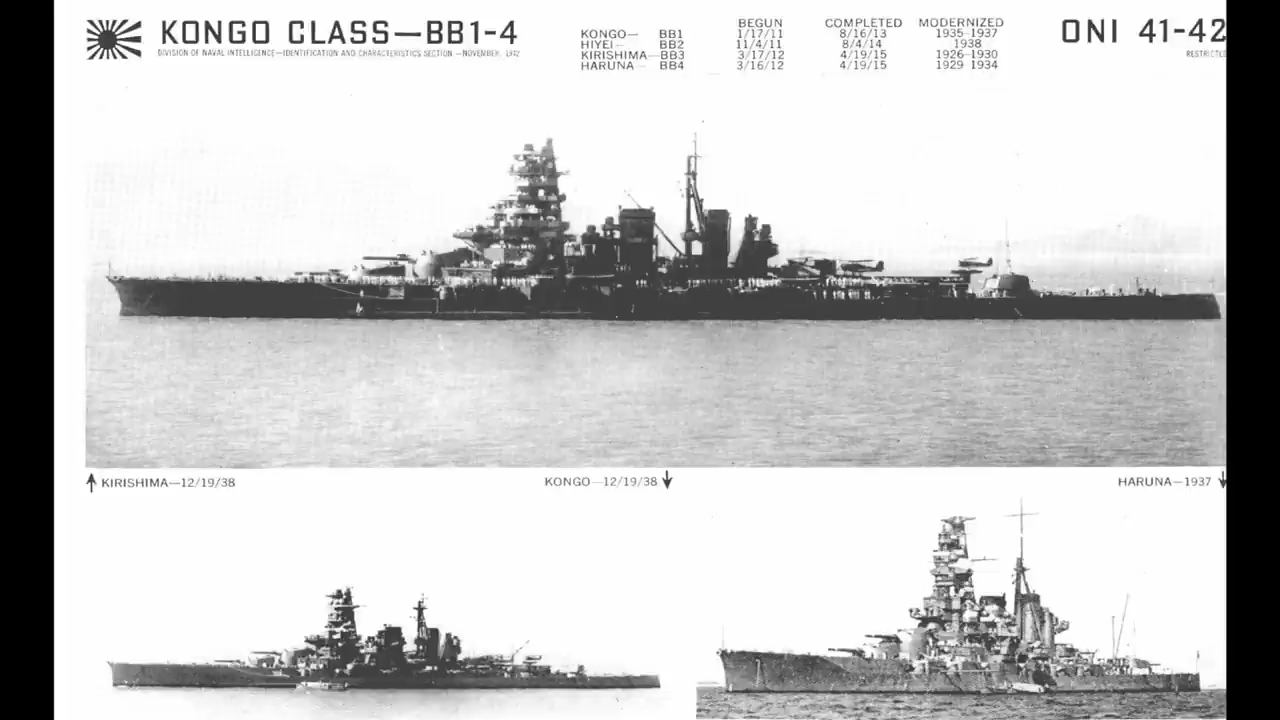 KONGO CLASS—BB1-4
DIVISION OF NAVAL INTELLIGENCE—IDENTIFICATION AND CHARACTERISTICS SECTION —NOVEMBER, 1942
BEGUN COMPLETED MODERNIZED
KONGO— BB1 1/17/11 8/16/13 1935-1937
HIYEI— BB2 11/4/11 8/4/14 1938
KIRISHIMA—BB3 3/17/12 4/19/15 1926-1930
HARUNA BB4 3/16/12 4/19/15 1929 1934
ONI 41-42
RESTRICTE
KIRISHIMA—12/19/38
KONGO—12/19/38
HARUNA—1937